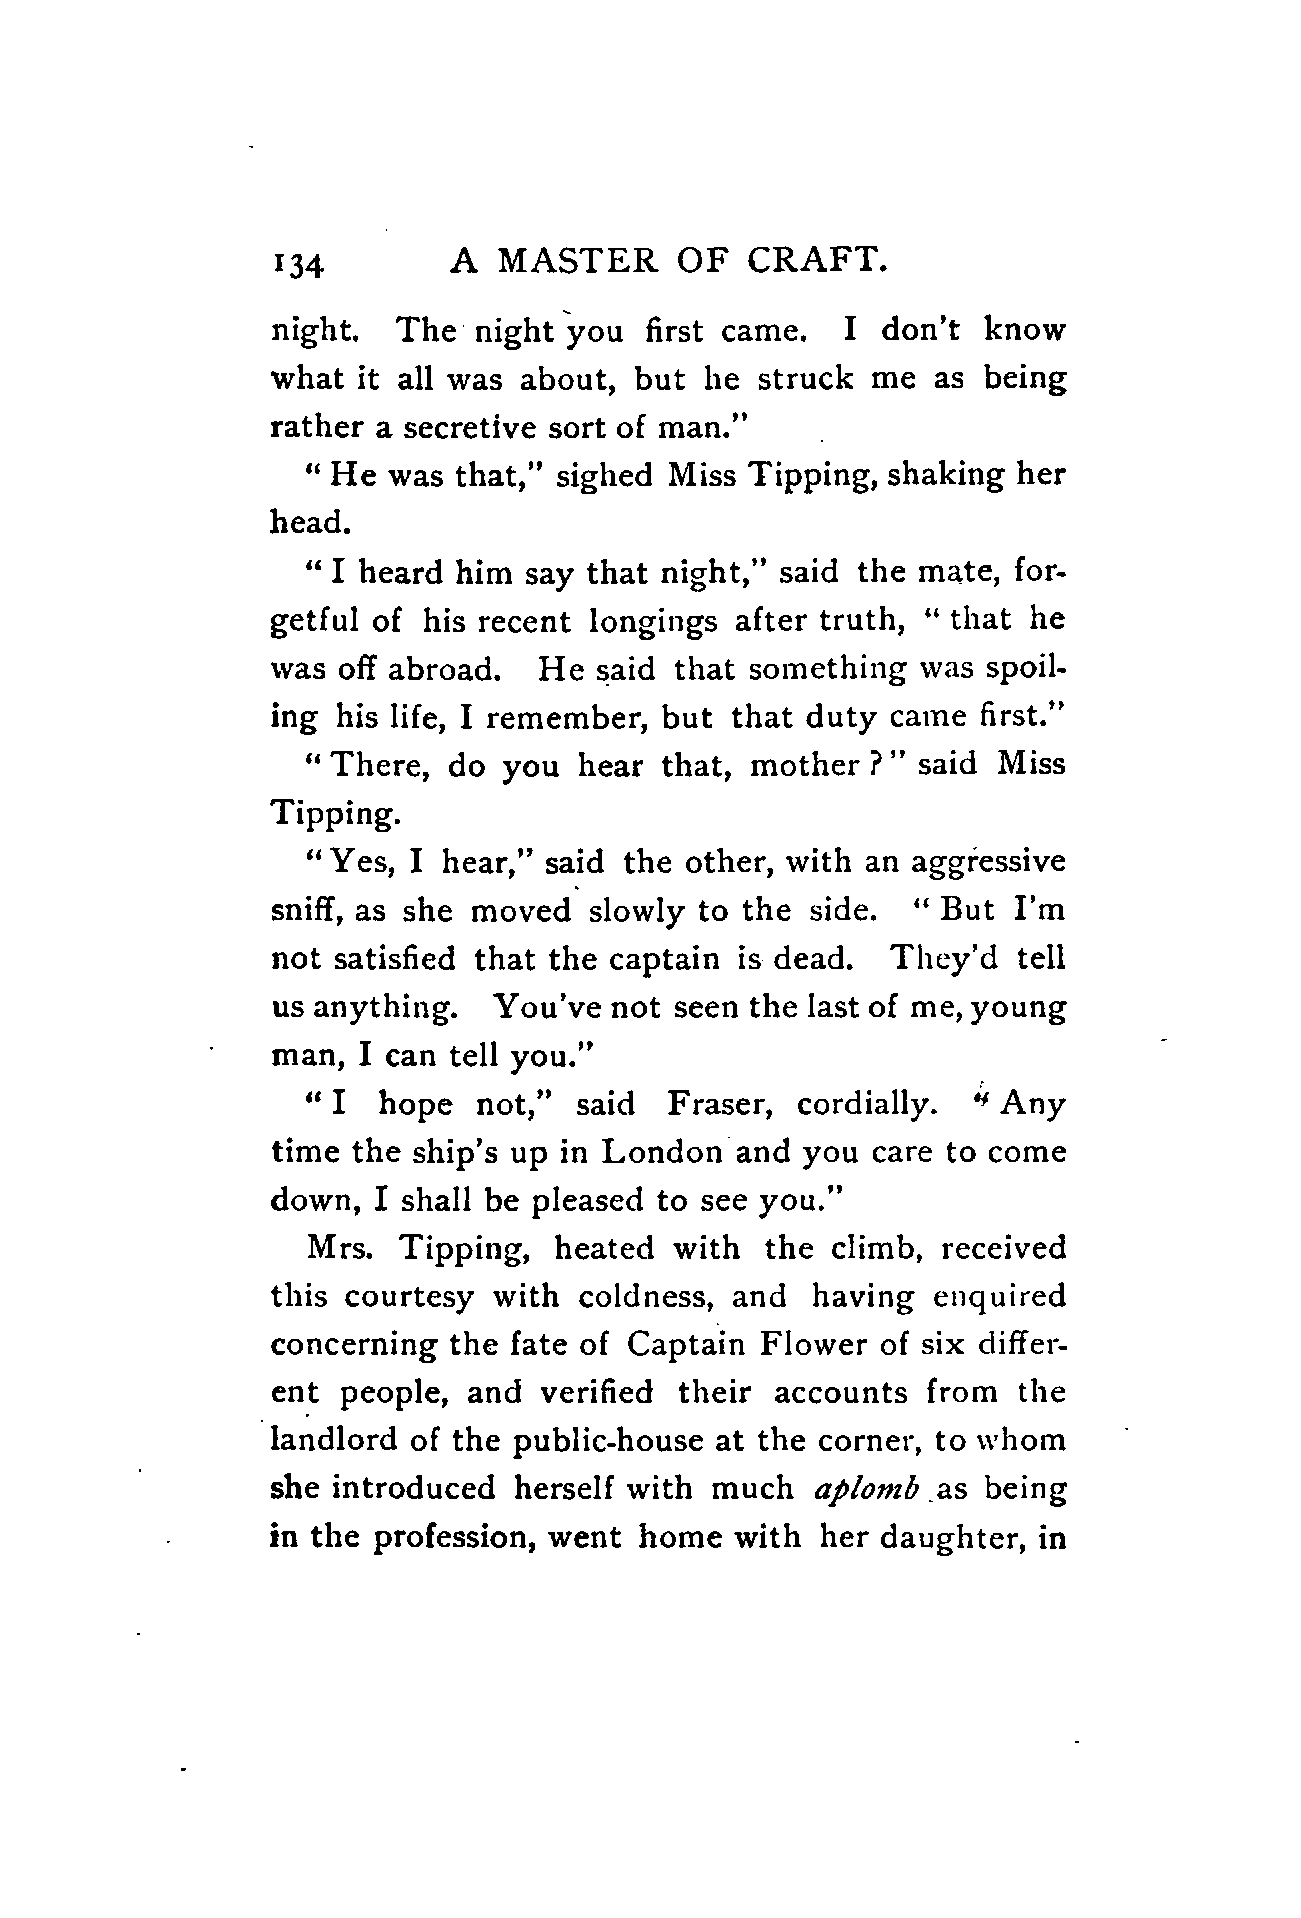 134 A MASTER OF CRAFT.
night. The night you first came. I don't know
what it all was about, but he struck me as being
rather a secretive sort of man."
" He was that," sighed Miss Tipping, shaking her
head.
" I heard him say that night," said the mate, for-
getful of his recent longings after truth, " that he
was off abroad. He said that something was spoil-
ing his life, I remember, but that duty came first."
" There, do you hear that, mother ? " said Miss
Tipping.
" Yes, I hear," said the other, with an aggressive
sniff, as she moved slowly to the side. " But I'm
not satisfied that the captain is dead. They'd tell
us anything. You've not seen the last of me, young
man, I can tell you."
" I hope not," said Fraser, cordially. " Any
time the ship's up in London and you care to come
down, I shall be pleased to see you."
Mrs. Tipping, heated with the climb, received
this courtesy with coldness, and having enquired
concerning the fate of Captain Flower of six differ-
ent people, and verified their accounts from the
landlord of the public-house at the corner, to whom
she introduced herself with much aplomb as being
in the profession, went home with her daughter, in